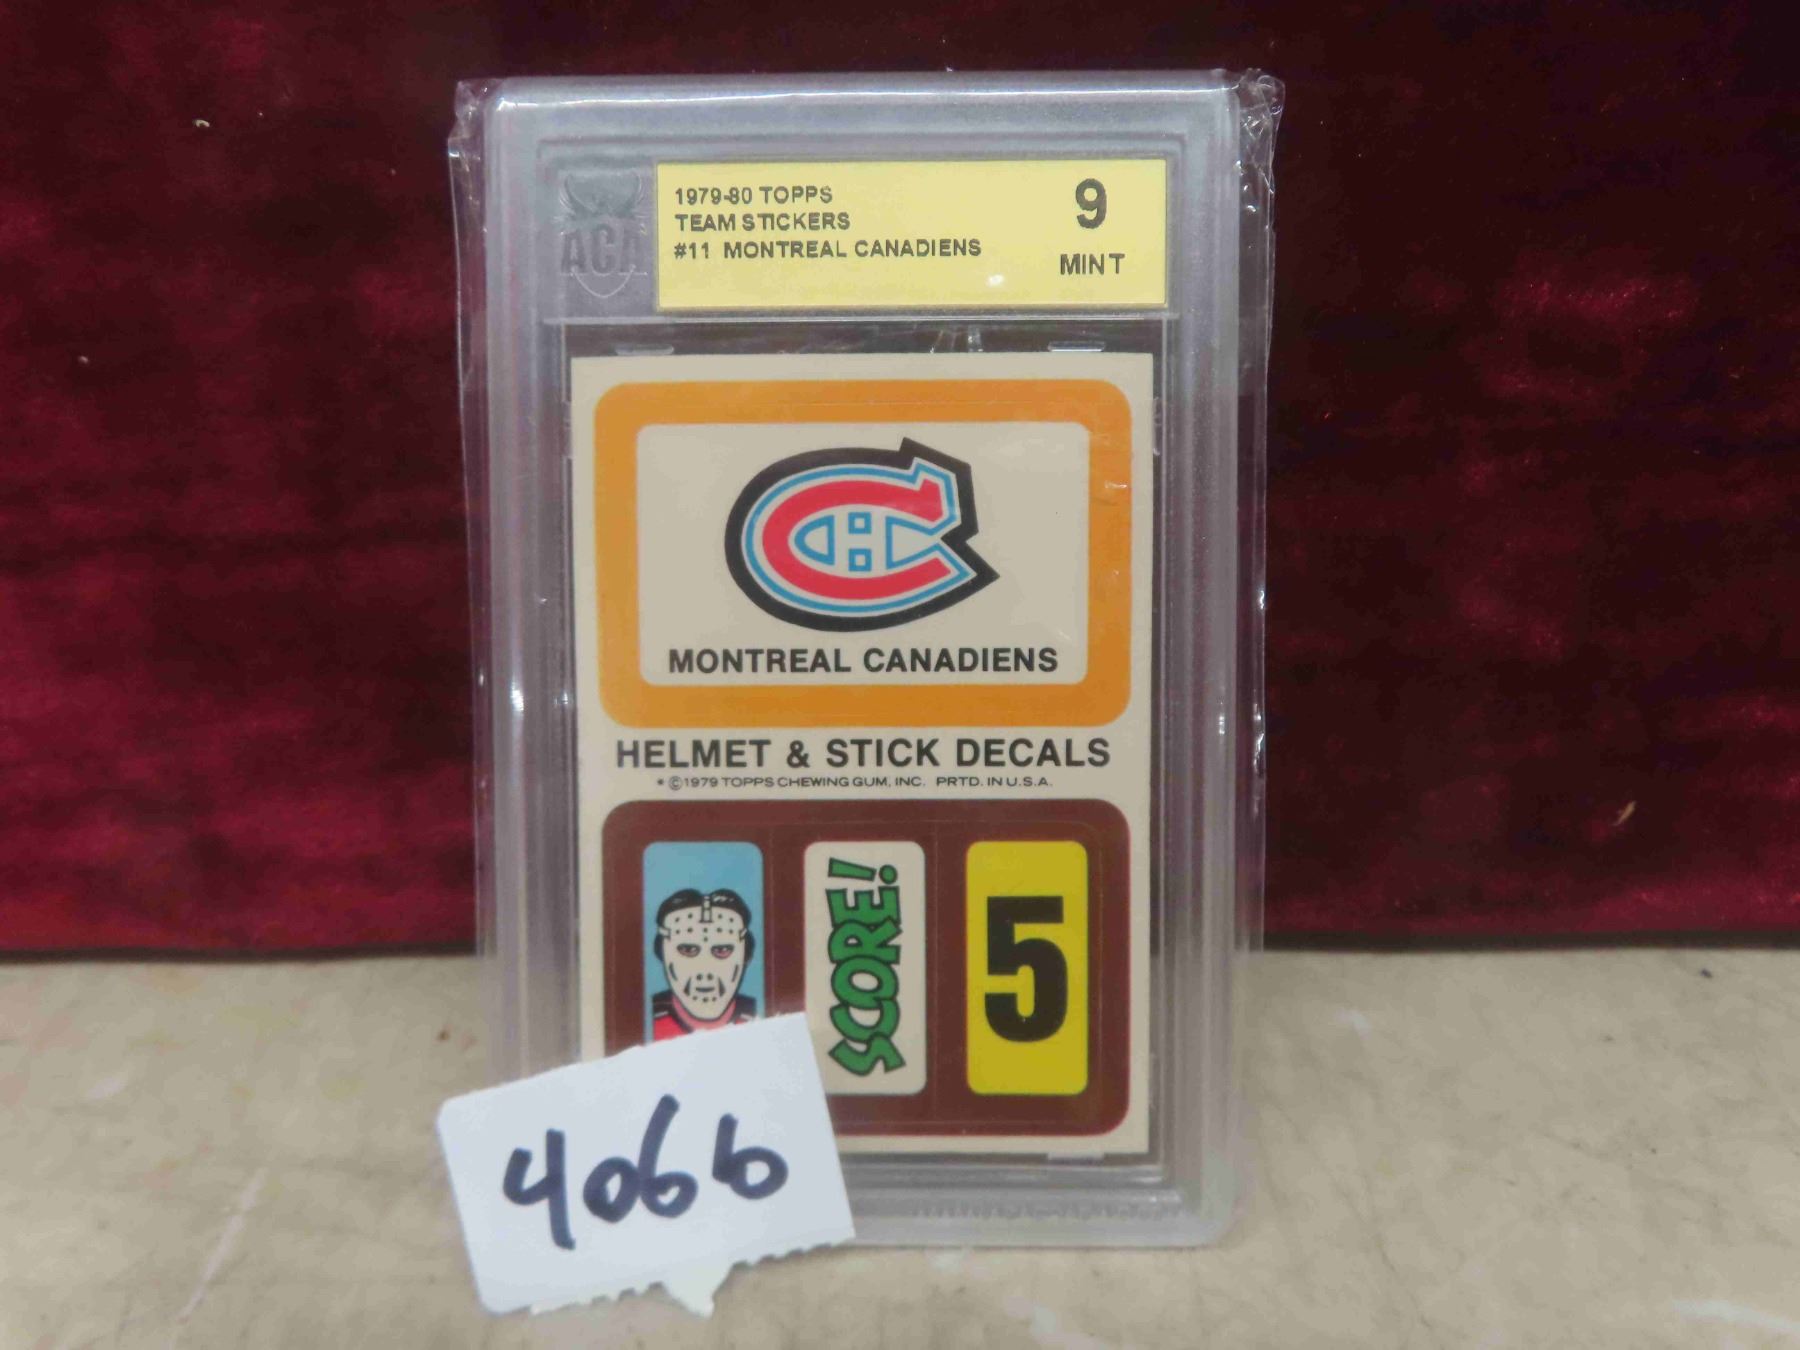 ACA
1979-80 TOPPS
TEAM STICKERS
#11 MONTREAL CANADIENS
9
MINT
MONTREAL CANADIENS
HELMET & STICK DECALS
* ©1979 TOPPS CHEWING GUM, INC. PRTD. IN U.S.A.
SCORE!
5
4066